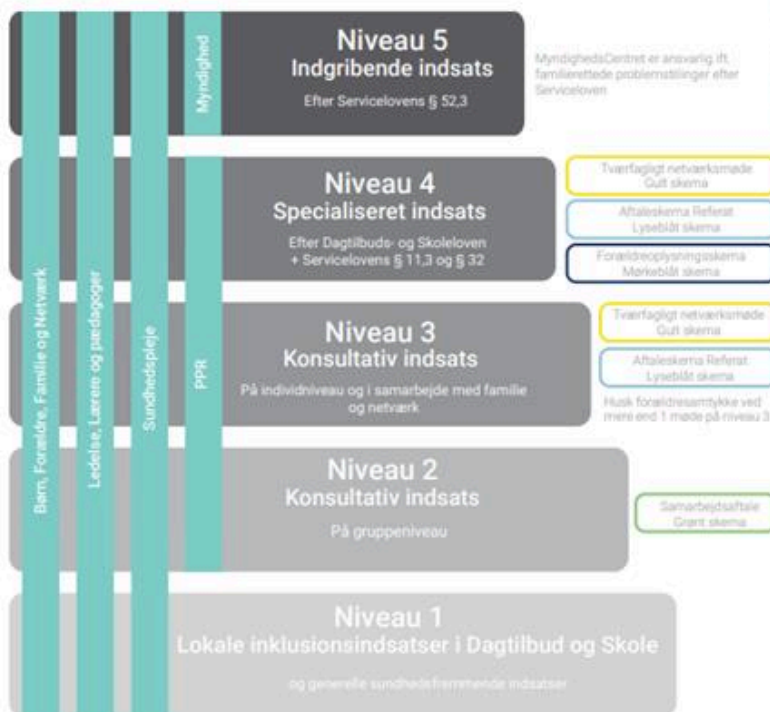 Niveau 5
Indgribende indsats
Efter Servicelovens § 52,3
MyndighedsCentret er ansvarlig ift.
familierettede problemstillinger efter
Serviceloven
Niveau 4
Specialiseret indsats
Efter Dagtilbuds- og Skoleloven
+ Servicelovens § 11,3 og § 32
Tværfagligt netværksmøde
Gult skema
Aftaleskema Referat
Lyseblåt skema
Forældreoplysningsskema
Mørkeblåt skema
Niveau 3
Konsultativ indsats
På individniveau og i samarbejde med familie
og netværk
Tværfagligt netværksmøde
Gult skema
Aftaleskema Referat
Lyseblåt skema
Husk forældresamtykke ved
mere end 1 møde på niveau 3
Niveau 2
Konsultativ indsats
På gruppeniveau
Samarbejdsaftale
Grønt skema
Niveau 1
Lokale inklusionsindsatser i Dagtilbud og Skole
og generelle sundhedsfremmende indsatser
Børn, Forældre, Familie og Netværk
Ledelse, Lærere og pædagoger
Sundhedspleje
Myndighed
PPR